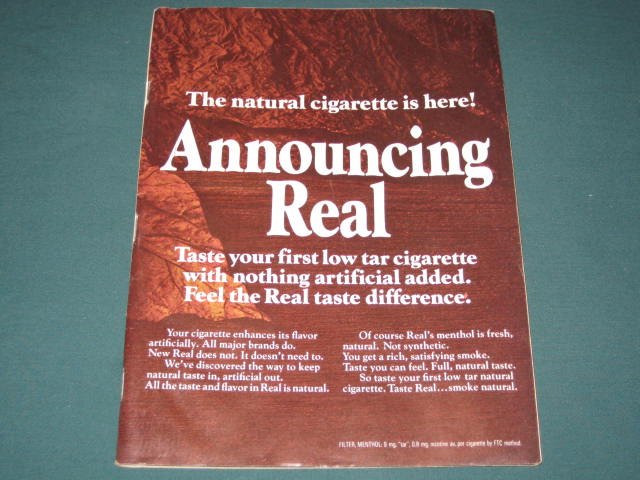 The natural cigarette is here!
Announcing
Real
Taste your first low tar cigarette
with nothing artificial added.
Feel the Real taste difference.
Your cigarette enhances its flavor
artificially. All major brands do.
New Real does not. It doesn't need to.
We've discovered the way to keep
natural taste in, artificial out.
All the taste and flavor in Real is natural.
Of course Real's menthol is fresh,
natural. Not synthetic.
You get a rich, satisfying smoke.
Taste you can feel. Full, natural taste.
So taste your first low tar natural
cigarette. Taste Real...smoke natural.
FILTER, MENTHOL: 9 mg. "tar", 0.8 mg. nicotine av. per cigarette by FTC method.